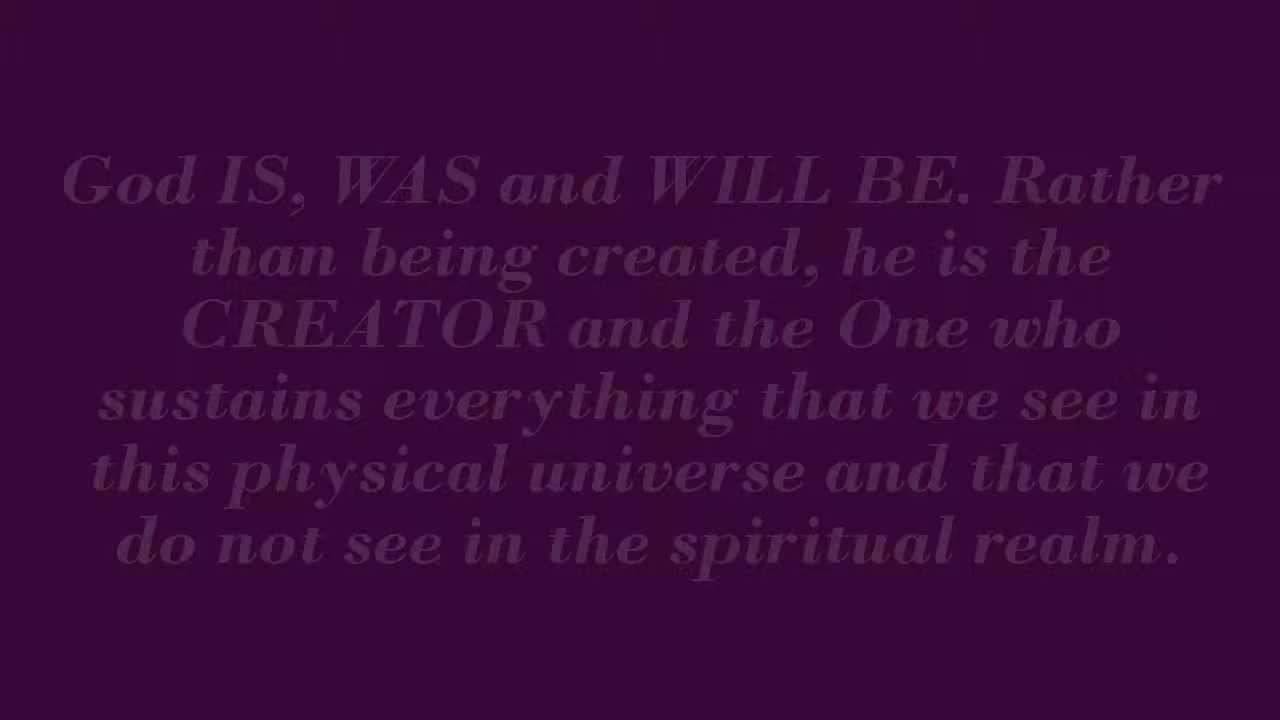 God IS, WAS and WILL BE. Rather
than being created, he is the
CREATOR and the One who
sustains everything that we see in
this physical universe and that we
do not see in the spiritual realm.